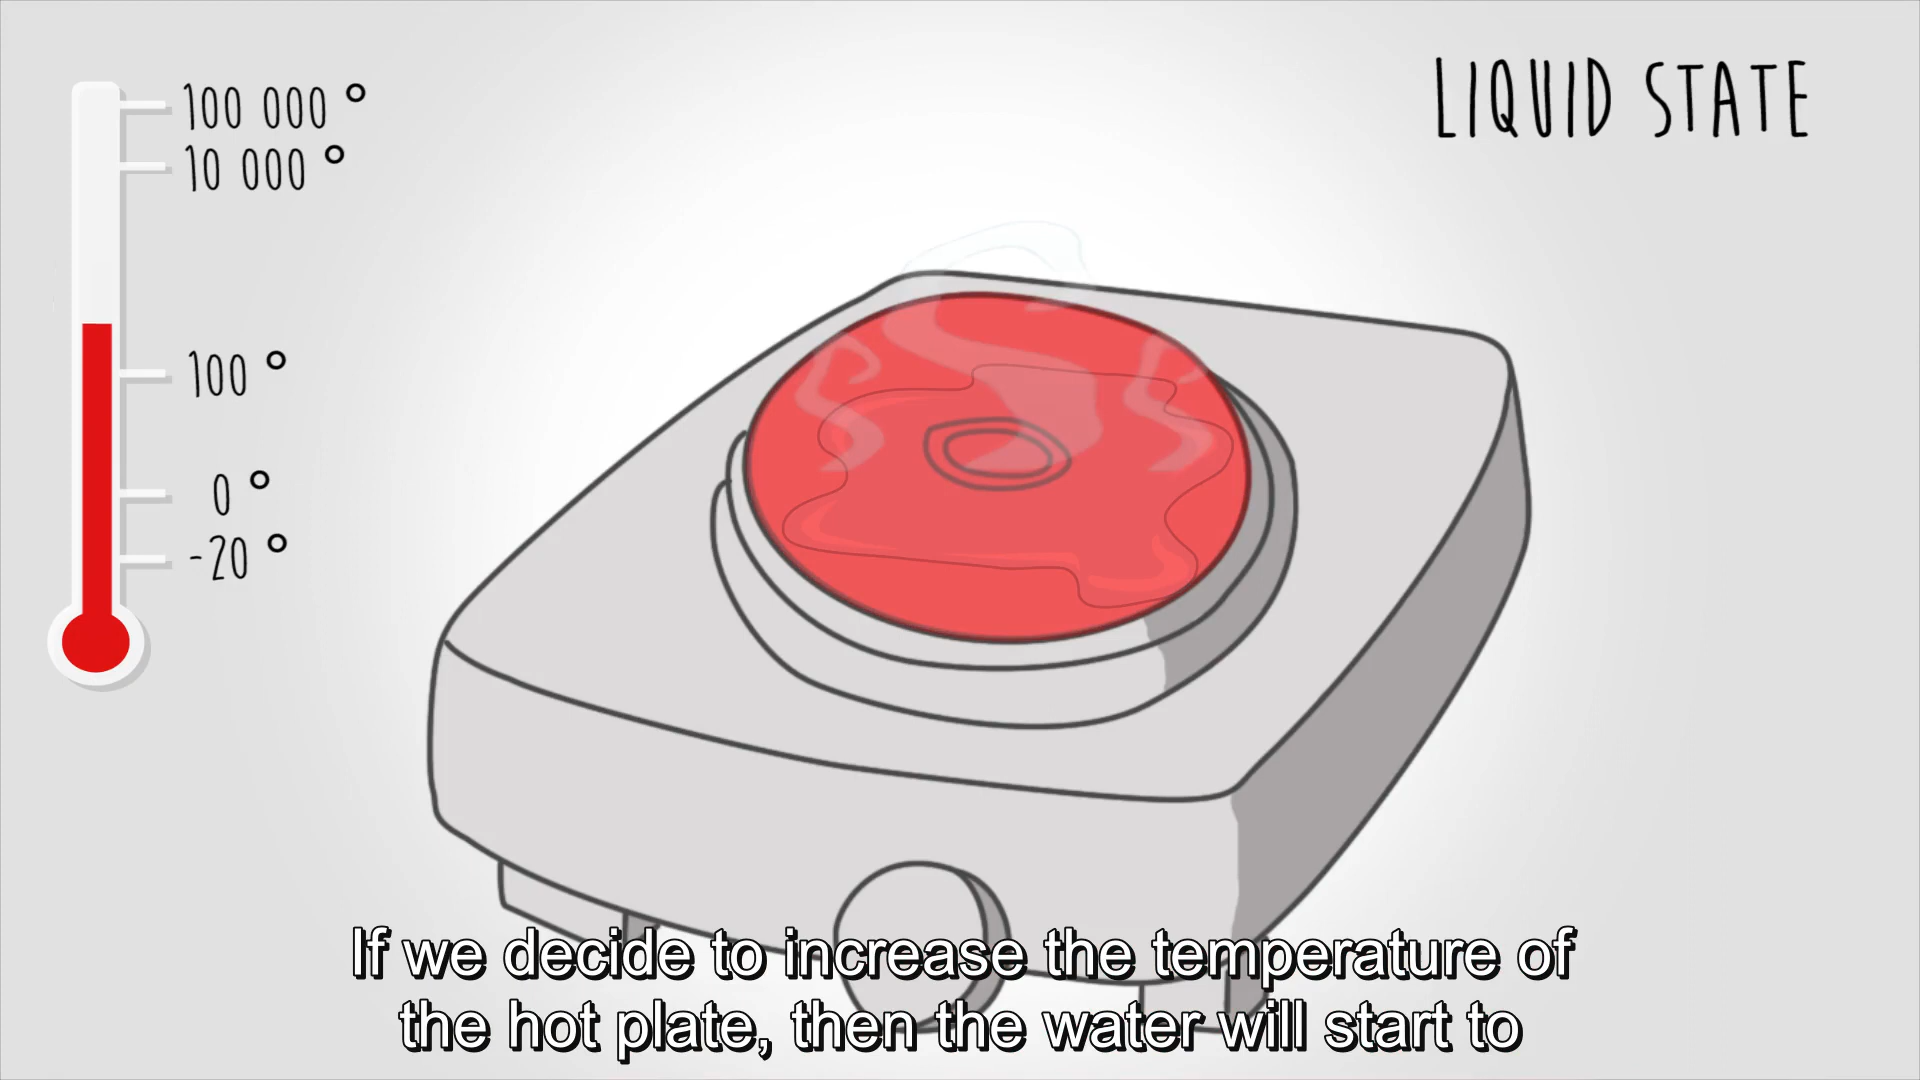 LIQUID STATE
100 000 °
10 000 °
100 °
0 °
-20 °
If we decide to increase the temperature of
the hot plate, then the water will start to